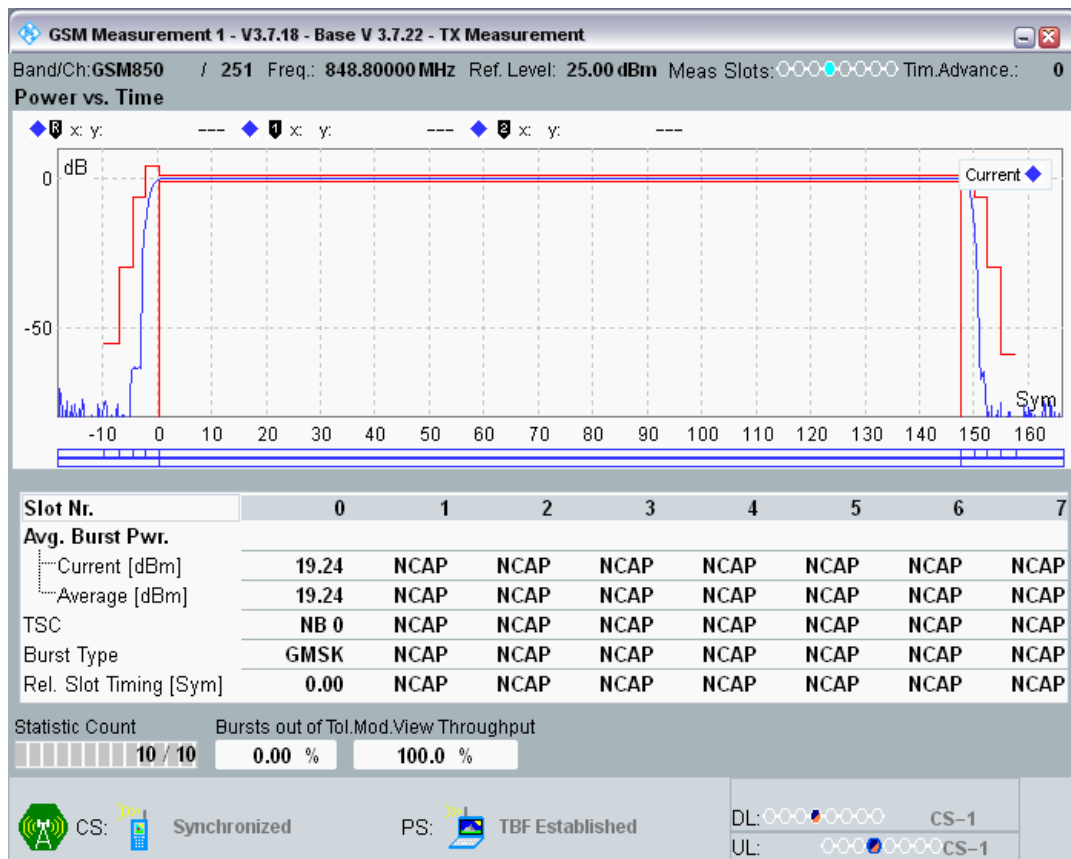 GSM Measurement 1 - V3.7.18 - Base V 3.7.22 - TX Measurement
Band/Ch:GSM850 / 251 Freq.: 848.80000 MHz Ref. Level: 25.00 dBm Meas Slots: Tim.Advance.: 0
Power vs. Time
R x: y: --- 1 x: y: --- 2 x: y: ---
dB
Current
0
-50
Sym
-10 0 10 20 30 40 50 60 70 80 90 100 110 120 130 140 150 160
Slot Nr. 0 1 2 3 4 5 6 7
Avg. Burst Pwr.
Current [dBm] 19.24 NCAP NCAP NCAP NCAP NCAP NCAP NCAP
Average [dBm] 19.24 NCAP NCAP NCAP NCAP NCAP NCAP NCAP
TSC NB 0 NCAP NCAP NCAP NCAP NCAP NCAP NCAP
Burst Type GMSK NCAP NCAP NCAP NCAP NCAP NCAP NCAP
Rel. Slot Timing [Sym] 0.00 NCAP NCAP NCAP NCAP NCAP NCAP NCAP
Statistic Count Bursts out of Tol.Mod.View Throughput
10 / 10 0.00 % 100.0 %
CS: Synchronized PS: TBF Established
DL: CS-1
UL: CS-1